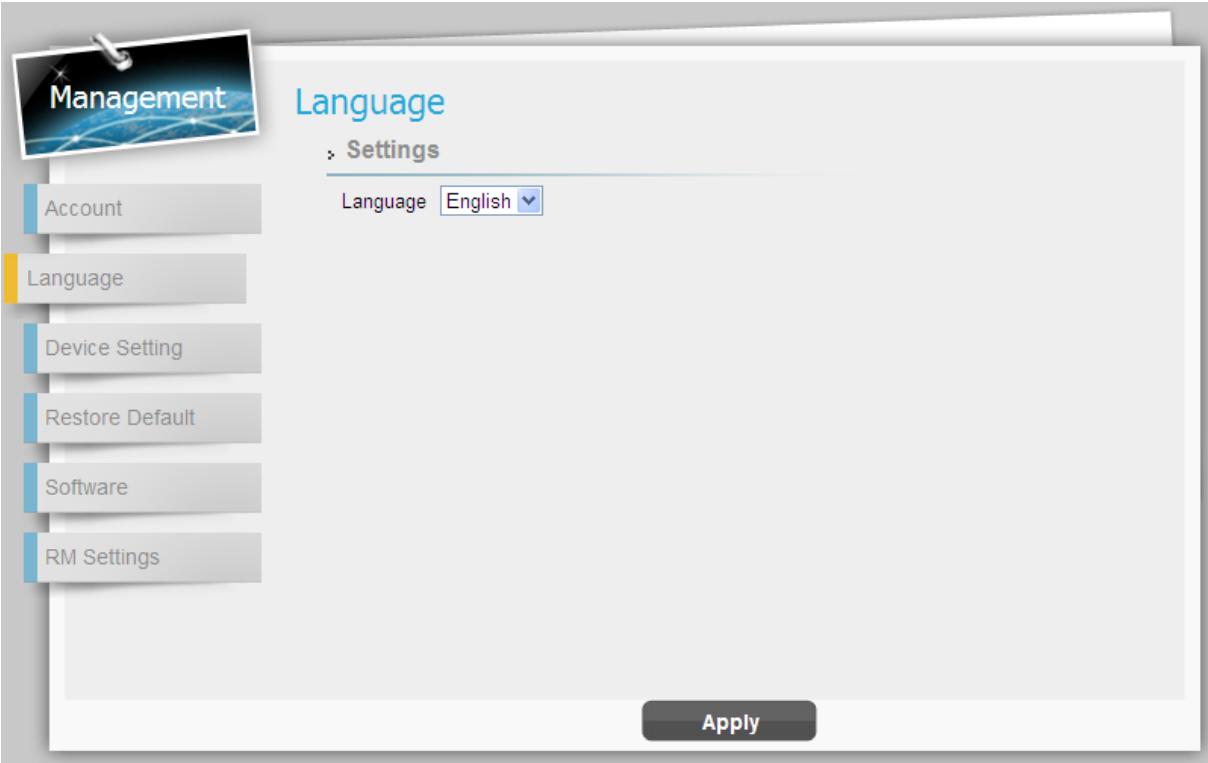 Management
Language
Settings
Language English
Account
Language
Device Setting
Restore Default
Software
RM Settings
Apply